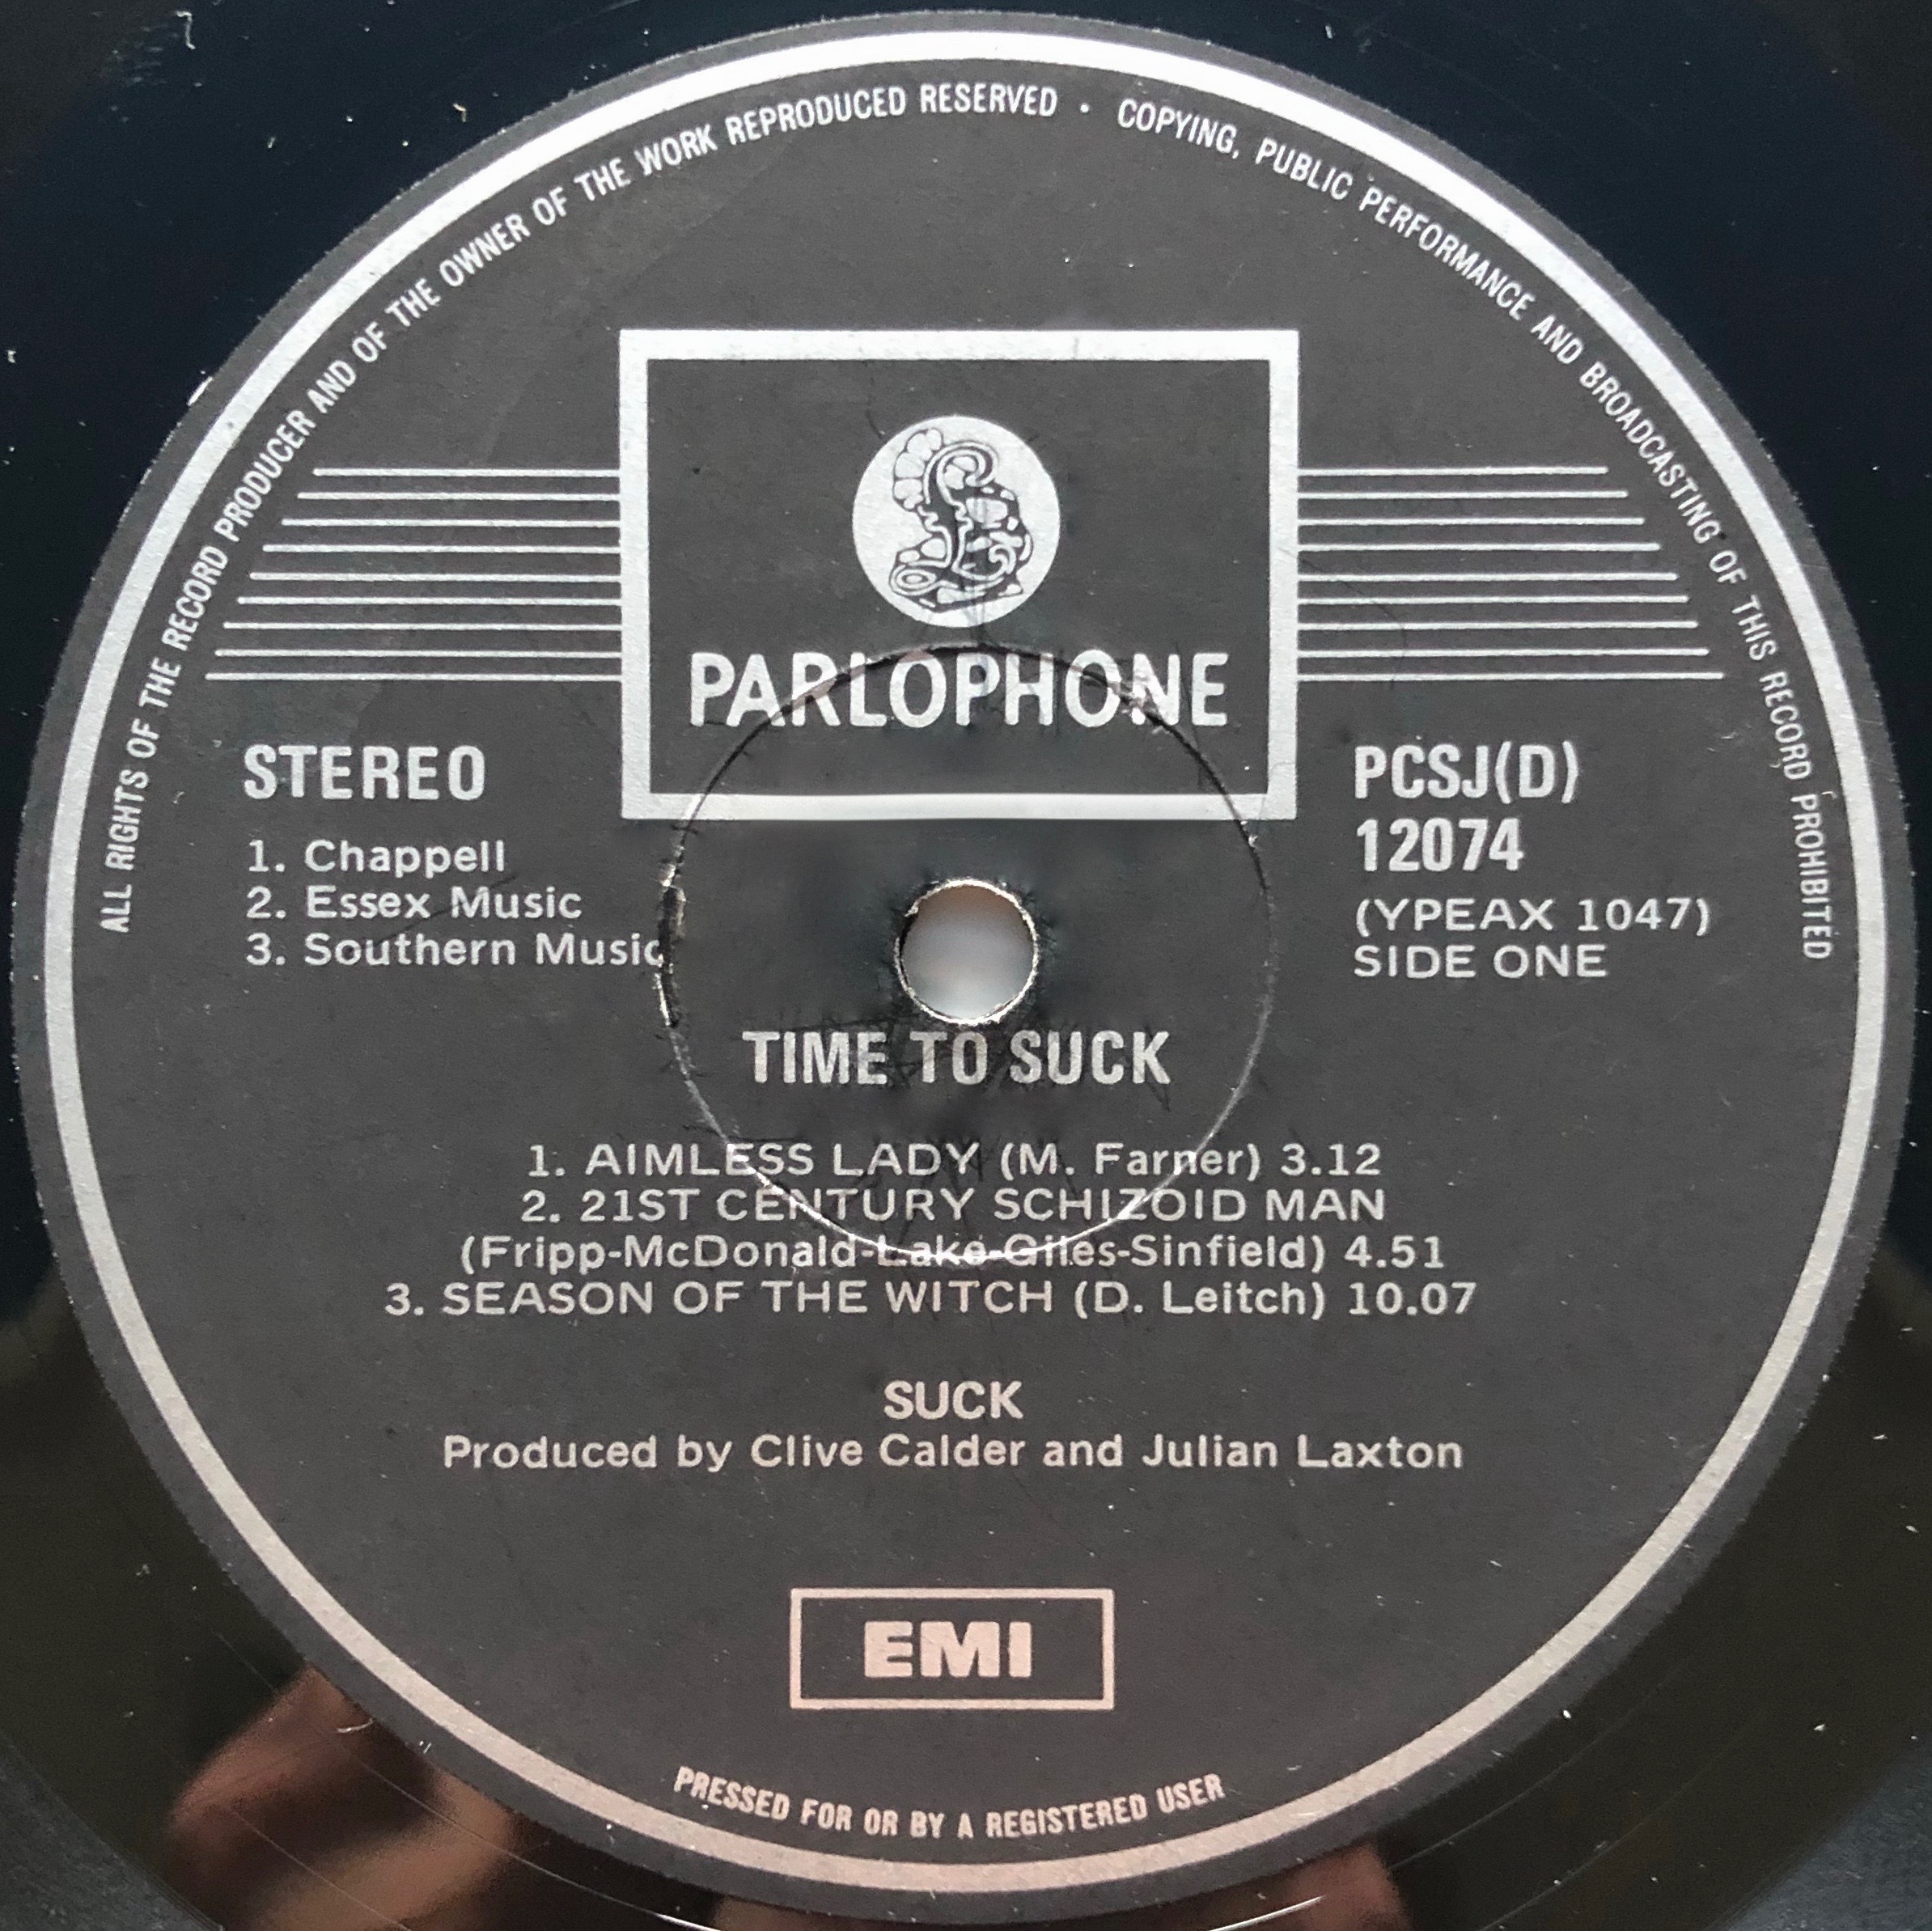 ALL RIGHTS OF THE RECORD PRODUCER AND OF THE OWNER OF THE WORK REPRODUCED RESERVED · COPYING, PUBLIC PERFORMANCE AND BROADCASTING OF THIS RECORD PROHIBITED
PARLOPHONE
STEREO
1. Chappell
2. Essex Music
3. Southern Music
PCSJ(D)
12074
(YPEAX 1047)
SIDE ONE
TIME TO SUCK
1. AIMLESS LADY (M. Farner) 3.12
2. 21ST CENTURY SCHIZOID MAN
(Fripp-McDonald-Lake-Giles-Sinfield) 4.51
3. SEASON OF THE WITCH (D. Leitch) 10.07
SUCK
Produced by Clive Calder and Julian Laxton
EMI
PRESSED FOR OR BY A REGISTERED USER